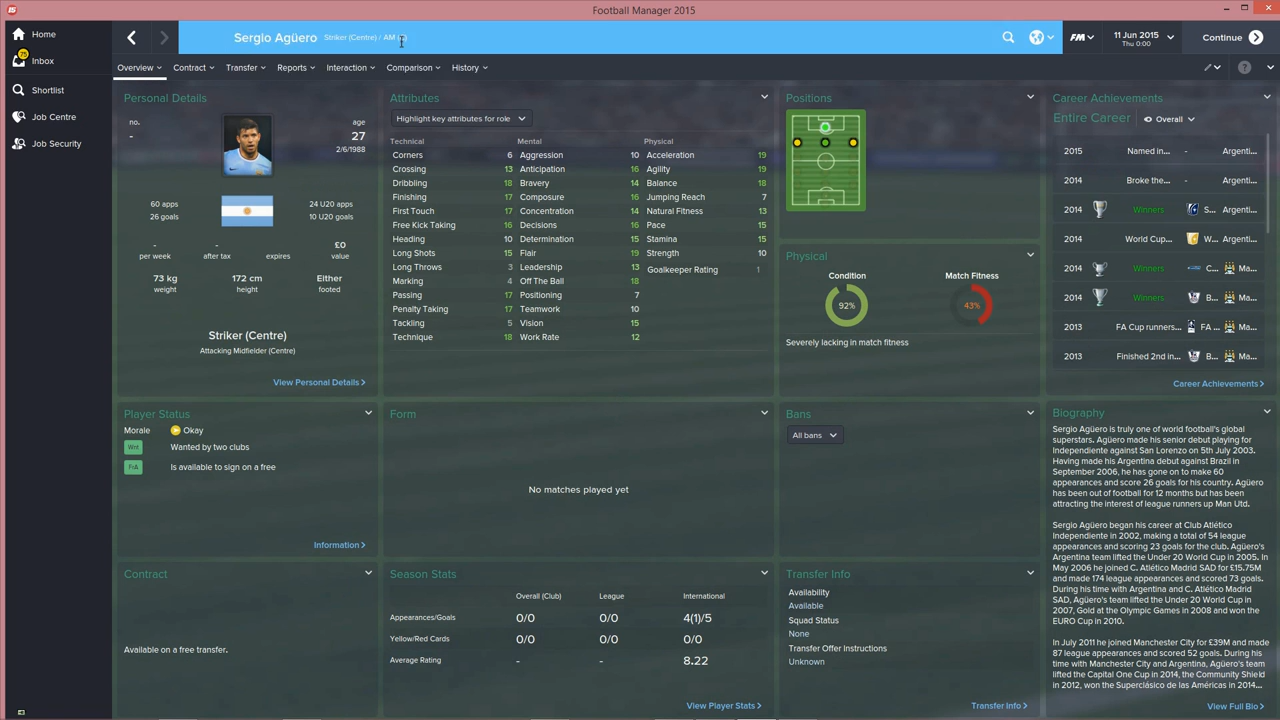 Football Manager 2015
Home
75
Inbox
Shortlist
Job Centre
Job Security
Sergio Agüero
Striker (Centre) / AM
FM
11 Jun 2015
Thu 0:00
Continue
Overview
Contract
Transfer
Reports
Interaction
Comparison
History
Personal Details
no.
-
age
27
2/6/1988
60 apps
26 goals
24 U20 apps
10 U20 goals
-
per week
-
after tax
expires
£0
value
73 kg
weight
172 cm
height
Either
footed
Striker (Centre)
Attacking Midfielder (Centre)
View Personal Details >
Attributes
Highlight key attributes for role
Technical Mental Physical
Corners 6 Aggression 10 Acceleration 19
Crossing 13 Anticipation 16 Agility 19
Dribbling 18 Bravery 14 Balance 18
Finishing 17 Composure 16 Jumping Reach 7
First Touch 17 Concentration 14 Natural Fitness 13
Free Kick Taking 16 Decisions 16 Pace 15
Heading 10 Determination 15 Stamina 15
Long Shots 15 Flair 19 Strength 10
Long Throws 3 Leadership 13 Goalkeeper Rating 1
Marking 4 Off The Ball 18
Passing 17 Positioning 7
Penalty Taking 17 Teamwork 10
Tackling 5 Vision 15
Technique 18 Work Rate 12
Positions
Physical
Condition
92%
Match Fitness
43%
Severely lacking in match fitness
Career Achievements
Entire Career Overall
2015 Named in... - Argenti...
2014 Broke the... - Argenti...
2014 Winners S... Argenti...
2014 World Cup... W... Argenti...
2014 Winners C... Ma...
2014 Winners B... Ma...
2013 FA Cup runners... FA ... Ma...
2013 Finished 2nd in... B... Ma...
Career Achievements >
Player Status
Morale Okay
Wnt Wanted by two clubs
FrA Is available to sign on a free
Information >
Form
No matches played yet
Bans
All bans
Biography
Sergio Agüero is truly one of world football's global
superstars. Agüero made his senior debut playing for
Independiente against San Lorenzo on 5th July 2003.
Having made his Argentina debut against Brazil in
September 2006, he has gone on to make 60
appearances and score 26 goals for his country. Agüero
has been out of football for 12 months but has been
attracting the interest of league runners up Man Utd.
Sergio Agüero began his career at Club Atlético
Independiente in 2002, making a total of 54 league
appearances and scoring 23 goals for the club. Agüero's
Argentina team lifted the Under 20 World Cup in 2005. In
May 2006 he joined C. Atlético Madrid SAD for £15.75M
and made 174 league appearances and scored 73 goals.
During his time with Argentina and C. Atlético Madrid
SAD, Agüero's team lifted the Under 20 World Cup in
2007, Gold at the Olympic Games in 2008 and won the
EURO Cup in 2010.
In July 2011 he joined Manchester City for £39M and made
87 league appearances and scored 52 goals. During his
time with Manchester City and Argentina, Agüero's team
lifted the Capital One Cup in 2014, the Community Shield
in 2012, won the Superclásico de las Américas in 2014...
View Full Bio >
Contract
Available on a free transfer.
Season Stats
Overall (Club) League International
Appearances/Goals 0/0 0/0 4(1)/5
Yellow/Red Cards 0/0 0/0 0/0
Average Rating - - 8.22
View Player Stats >
Transfer Info
Availability
Available
Squad Status
None
Transfer Offer Instructions
Unknown
Transfer Info >